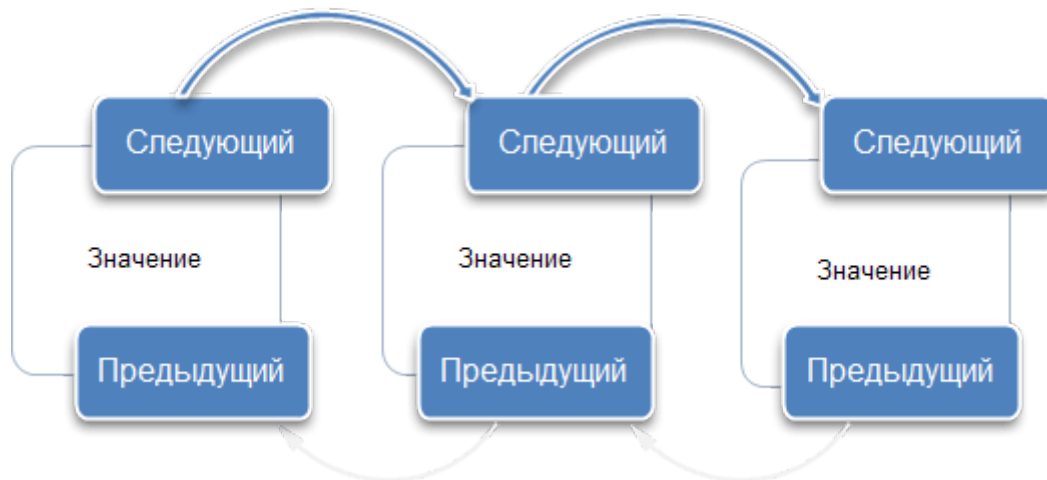 Следующий
Следующий
Следующий
Значение
Значение
Значение
Предыдущий
Предыдущий
Предыдущий